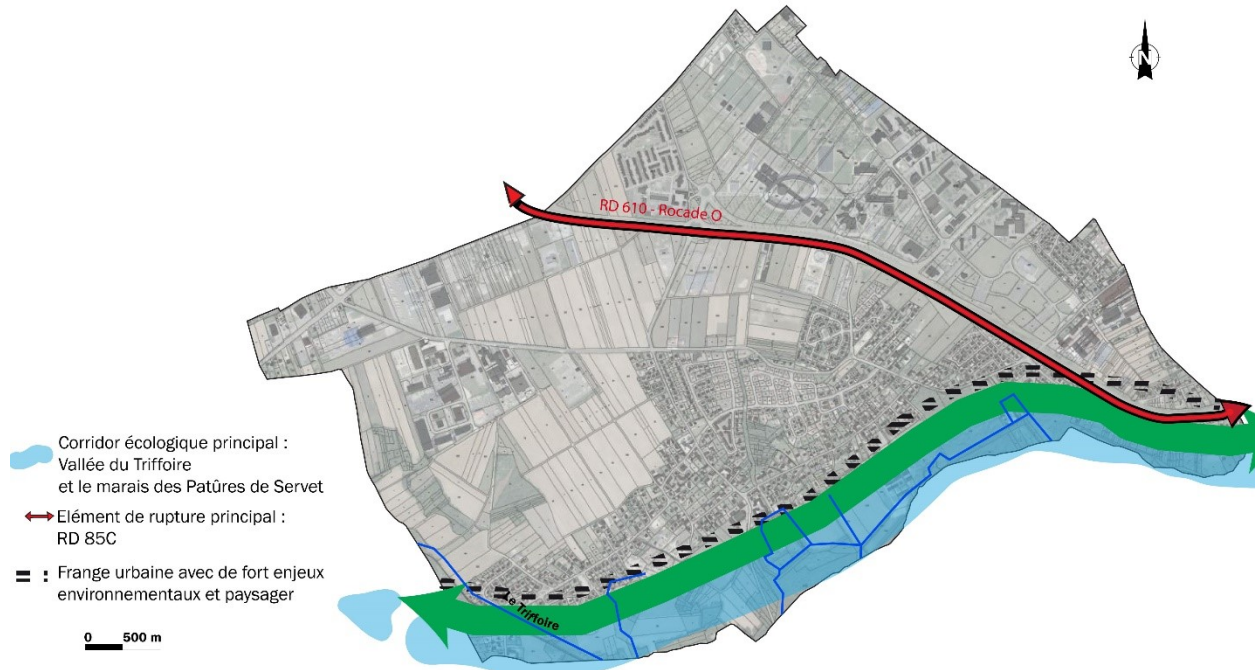 N
RD 610 - Rocade O
Corridor écologique principal :
Vallée du Triffoire
et le marais des Patûres de Servet
Elément de rupture principal :
RD 85C
Frange urbaine avec de fort enjeux
environnementaux et paysager
0 500 m
Le Triffoire